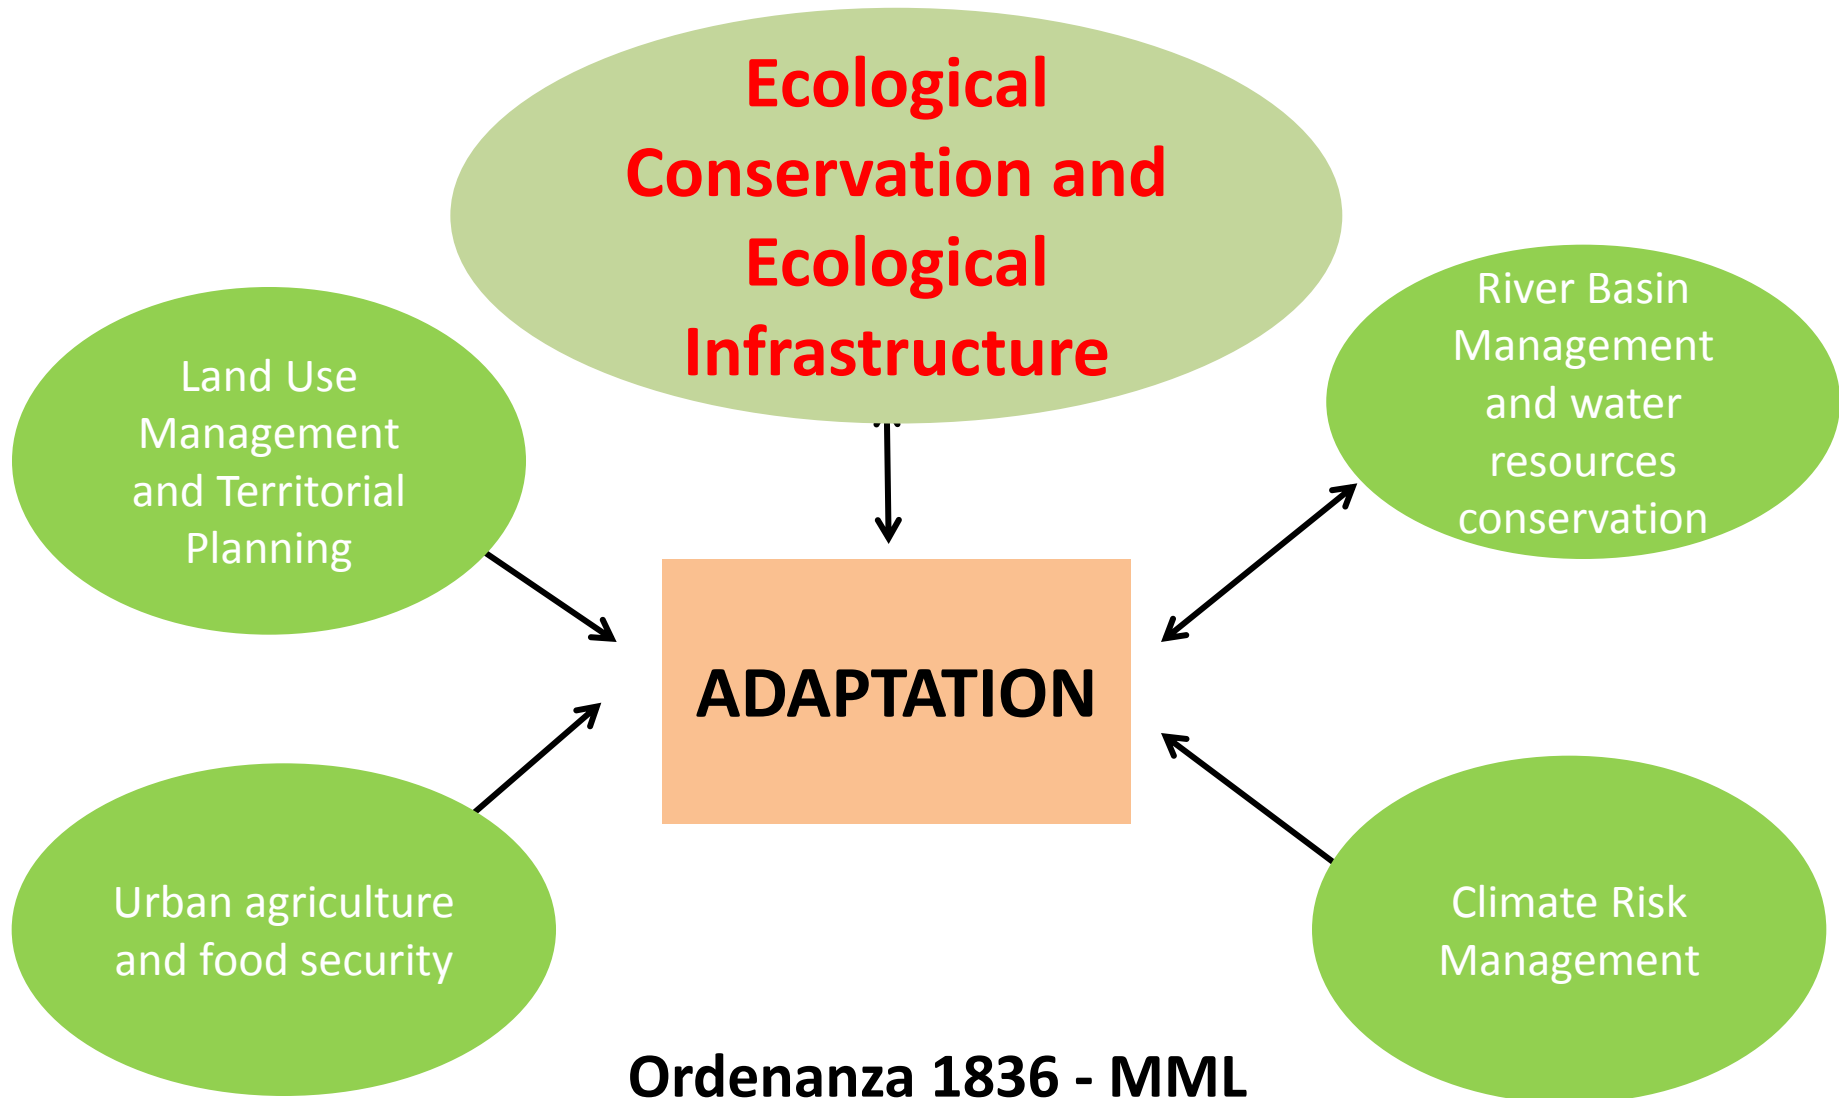 Ecological
Conservation and
Ecological
Infrastructure
Land Use
Management
and Territorial
Planning
River Basin
Management
and water
resources
conservation
ADAPTATION
Urban agriculture
and food security
Climate Risk
Management
Ordenanza 1836 - MML